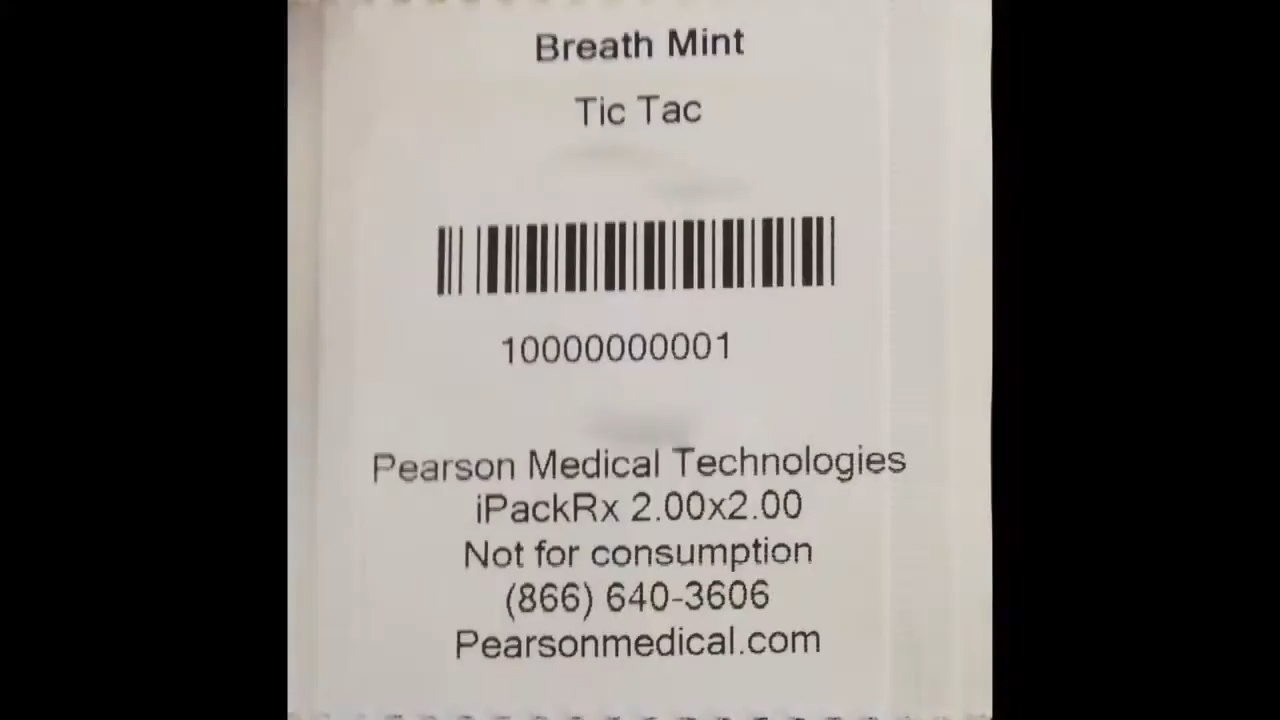 Breath Mint
Tic Tac
10000000001
Pearson Medical Technologies
iPackRx 2.00x2.00
Not for consumption
(866) 640-3606
Pearsonmedical.com